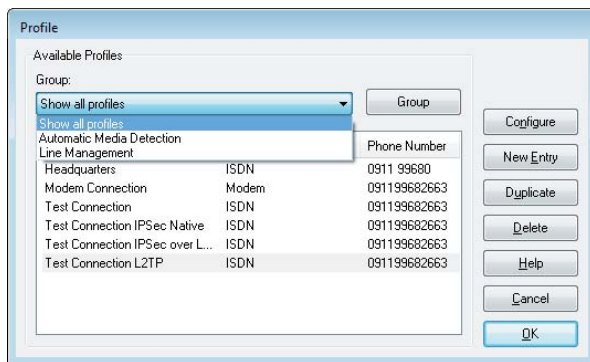 Profile
Available Profiles
Group:
Show all profiles
Group
Show all profiles
Automatic Media Detection
Line Management
Phone Number
Headquarters ISDN 0911 99680
Modem Connection Modem 091199682663
Test Connection ISDN 091199682663
Test Connection IPSec Native ISDN 091199682663
Test Connection IPSec over L... ISDN 091199682663
Test Connection L2TP ISDN 091199682663
Configure
New Entry
Duplicate
Delete
Help
Cancel
OK